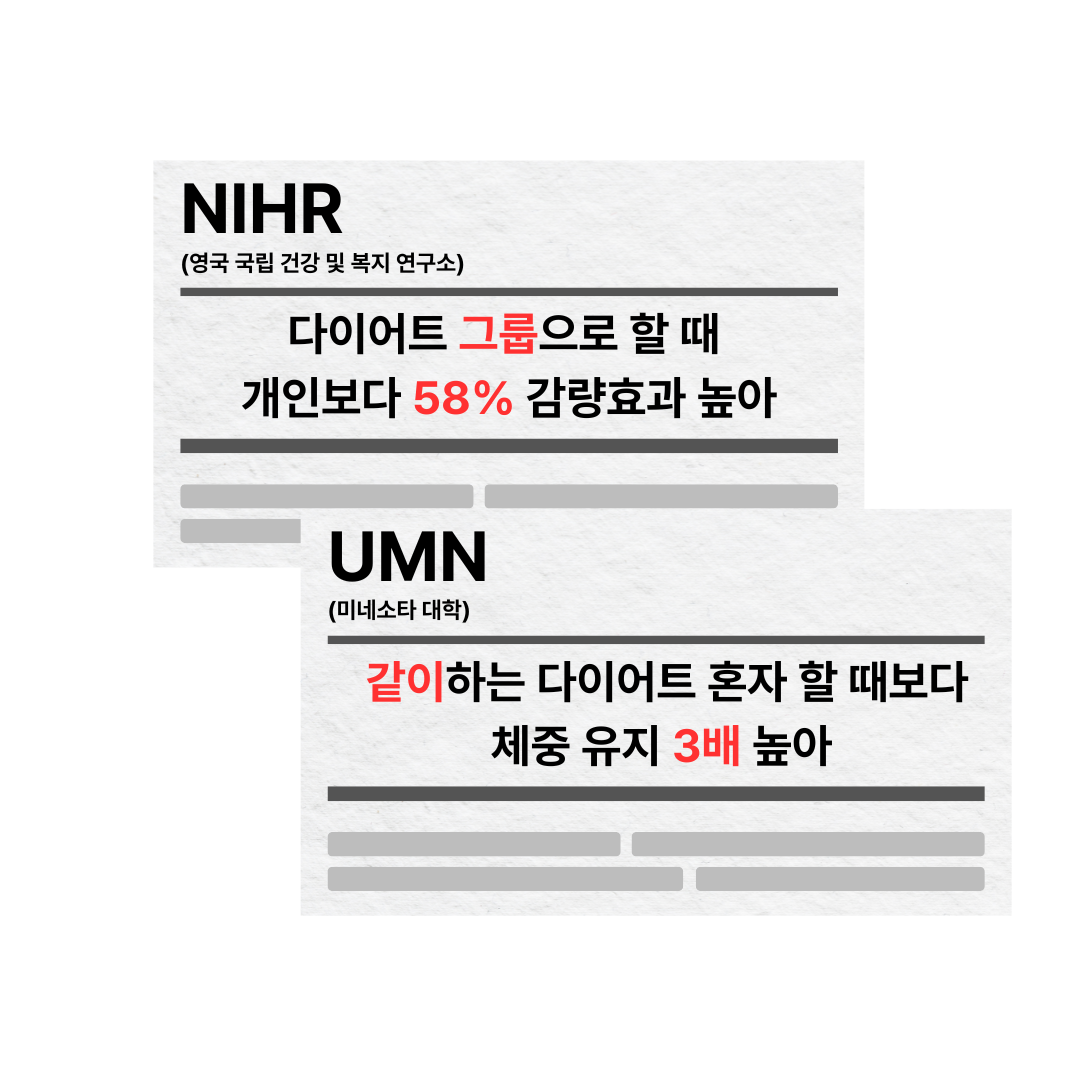 NIHR
(영국 국립 건강 및 복지 연구소)
다이어트 그룹으로 할 때
개인보다 58% 감량효과 높아
UMN
(미네소타 대학)
같이하는 다이어트 혼자 할 때보다
체중 유지 3배 높아